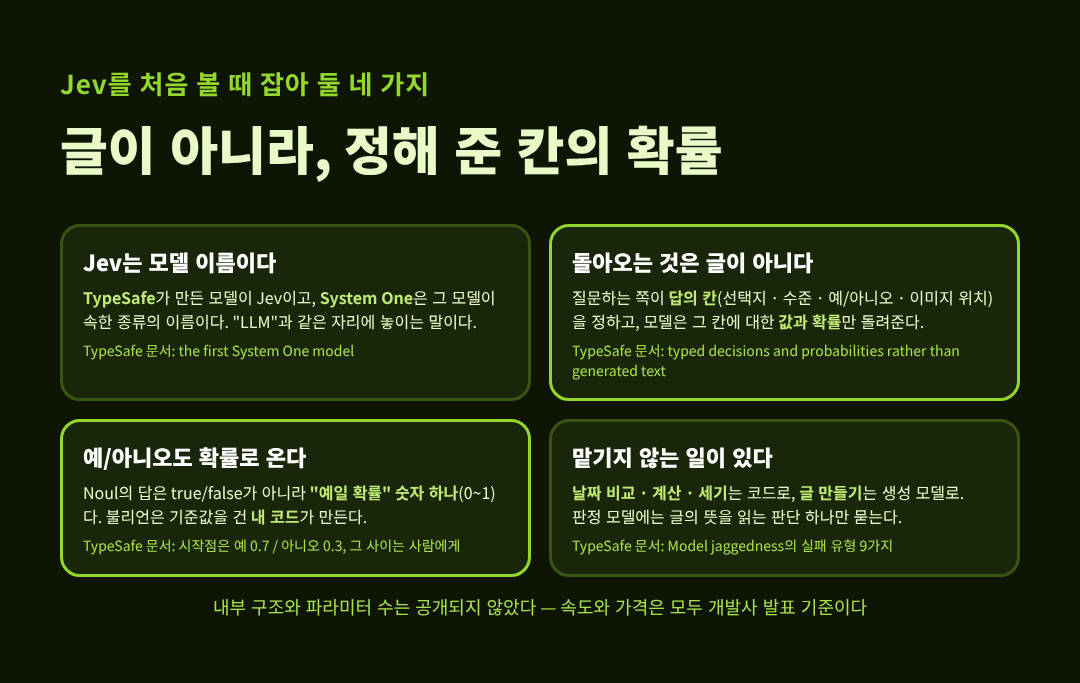 Jev를 처음 볼 때 잡아 둘 네 가지
글이 아니라, 정해 준 칸의 확률
Jev는 모델 이름이다
TypeSafe가 만든 모델이 Jev이고, System One은 그 모델이
속한 종류의 이름이다. "LLM"과 같은 자리에 놓이는 말이다.
TypeSafe 문서: the first System One model
돌아오는 것은 글이 아니다
질문하는 쪽이 답의 칸(선택지 · 수준 · 예/아니오 · 이미지 위치)
을 정하고, 모델은 그 칸에 대한 값과 확률만 돌려준다.
TypeSafe 문서: typed decisions and probabilities rather than
generated text
예/아니오도 확률로 온다
Noul의 답은 true/false가 아니라 "예일 확률" 숫자 하나(0~1)
다. 불리언은 기준값을 건 내 코드가 만든다.
TypeSafe 문서: 시작점은 예 0.7 / 아니오 0.3, 그 사이는 사람에게
맡기지 않는 일이 있다
날짜 비교 · 계산 · 세기는 코드로, 글 만들기는 생성 모델로.
판정 모델에는 글의 뜻을 읽는 판단 하나만 묻는다.
TypeSafe 문서: Model jaggedness의 실패 유형 9가지
내부 구조와 파라미터 수는 공개되지 않았다 — 속도와 가격은 모두 개발사 발표 기준이다